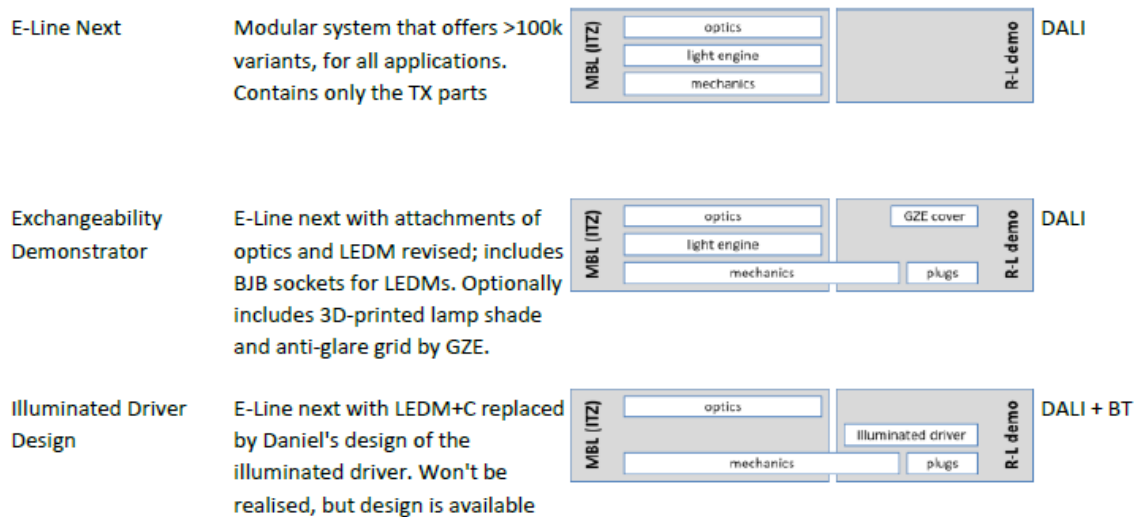 E-Line Next
Modular system that offers >100k
variants, for all applications.
Contains only the TX parts
MBL (ITZ)
optics
light engine
mechanics
R-L demo
DALI
Exchangeability
Demonstrator
E-Line next with attachments of
optics and LEDM revised; includes
BJB sockets for LEDMs. Optionally
includes 3D-printed lamp shade
and anti-glare grid by GZE.
MBL (ITZ)
optics
light engine
mechanics
GZE cover
plugs
R-L demo
DALI
Illuminated Driver
Design
E-Line next with LEDM+C replaced
by Daniel's design of the
illuminated driver. Won't be
realised, but design is available
MBL (ITZ)
optics
mechanics
Illuminated driver
plugs
R-L demo
DALI + BT